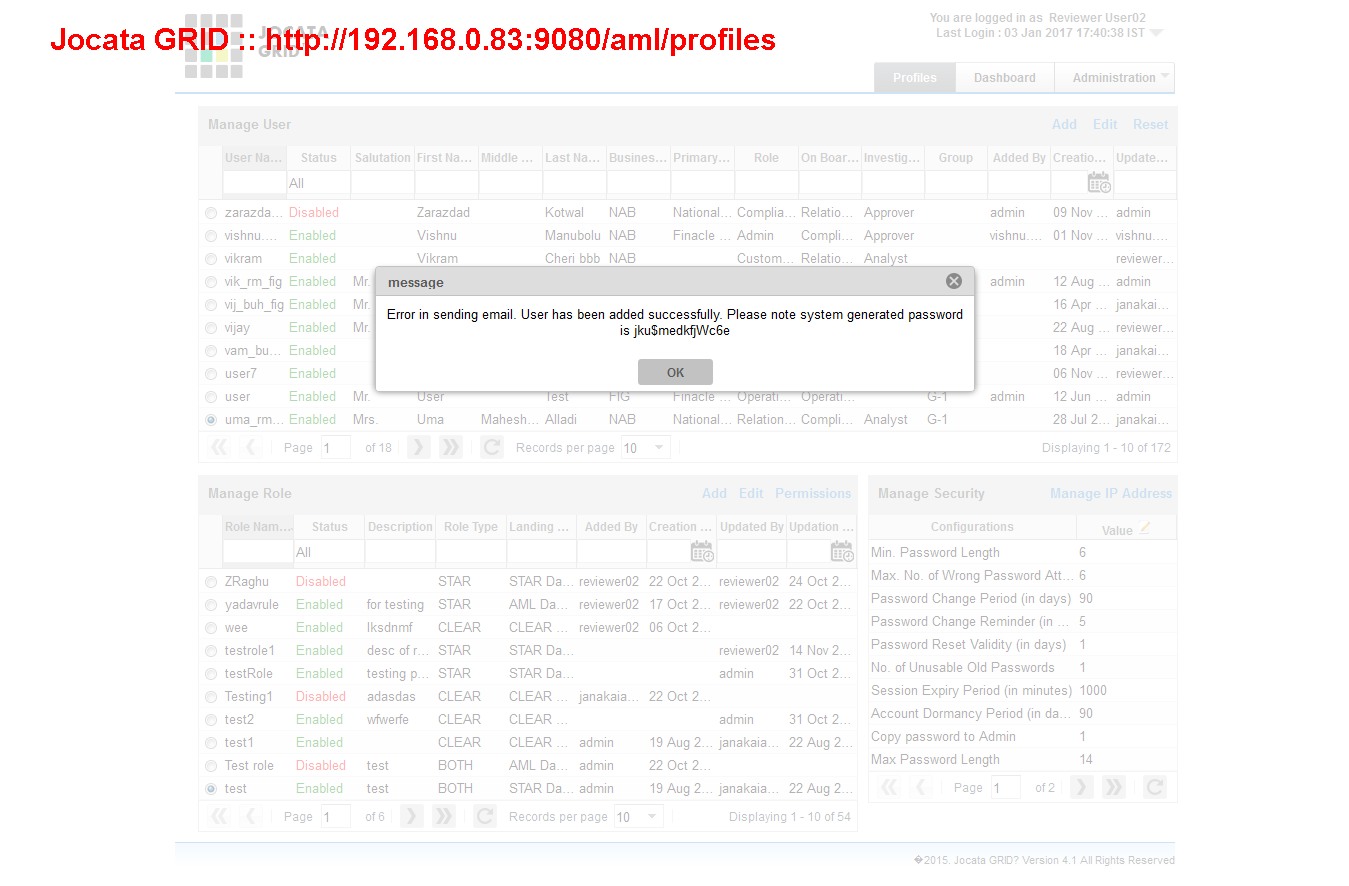 You are logged in as Reviewer User02
JOCATA
GRID
Jocata GRID :: http://192.168.0.83:9080/aml/profiles
Last Login : 03 Jan 2017 17:40:38 IST
Profiles Dashboard Administration
Manage User Add Edit Reset
User Na... Status Salutation First Na... Middle ... Last Na... Business... Primary... Role On Boar... Investig... Group Added By Creatio... Update...
All
zarazda... Disabled Zarazdad Kotwal NAB National... Complia... Relatio... Approver admin 09 Nov ... admin
vishnu.... Enabled Vishnu Manubolu NAB Finacle ... Admin Compli... Approver vishnu.... 01 Nov ... vishnu....
vikram Enabled Vikram Cheri bbb NAB Custom... Relatio... Analyst reviewer...
vik_rm_fig Enabled Mr. admin 12 Aug ... admin
vij_buh_fig Enabled Mr. 16 Apr ... janakai...
vijay Enabled Mr. 22 Aug ... reviewer...
vam_bu... Enabled 18 Apr ... janakai...
user7 Enabled 06 Nov ... reviewer...
user Enabled Mr. User Test FIG Finacle ... Operati... Operati... G-1 admin 12 Jun ... admin
uma_rm... Enabled Mrs. Uma Mahesh... Alladi NAB National... Relation... Compli... Analyst G-1 28 Jul 2... janakai...
message
Error in sending email. User has been added successfully. Please note system generated password
is jku$medkfjWc6e
OK
Page 1 of 18 Records per page 10 Displaying 1 - 10 of 172
Manage Role Add Edit Permissions
Role Nam... Status Description Role Type Landing ... Added By Creation ... Updated By Updation ...
All
ZRaghu Disabled STAR STAR Da... reviewer02 22 Oct 2... reviewer02 24 Oct 2...
yadavrule Enabled for testing STAR AML Da... reviewer02 17 Oct 2... reviewer02 22 Oct 2...
wee Enabled lksdnmf CLEAR CLEAR ... reviewer02 06 Oct 2...
testrole1 Enabled desc of r... STAR STAR Da... reviewer02 14 Nov 2...
testRole Enabled testing p... STAR STAR Da... admin 31 Oct 2...
Testing1 Disabled adasdas CLEAR CLEAR ... janakaia... 22 Oct 2...
test2 Enabled wfwerfe CLEAR CLEAR ... admin 31 Oct 2...
test1 Enabled CLEAR CLEAR ... admin 19 Aug 2... janakaia... 22 Aug 2...
Test role Disabled test BOTH AML Da... admin 22 Oct 2...
test Enabled test BOTH STAR Da... admin 19 Aug 2... janakaia... 22 Aug 2...
Page 1 of 6 Records per page 10 Displaying 1 - 10 of 54
Manage Security Manage IP Address
Configurations Value
Min. Password Length 6
Max. No. of Wrong Password Att... 6
Password Change Period (in days) 90
Password Change Reminder (in ... 5
Password Reset Validity (in days) 1
No. of Unusable Old Passwords 1
Session Expiry Period (in minutes) 1000
Account Dormancy Period (in da... 90
Copy password to Admin 1
Max Password Length 14
Page 1 of 2
�2015. Jocata GRID? Version 4.1 All Rights Reserved